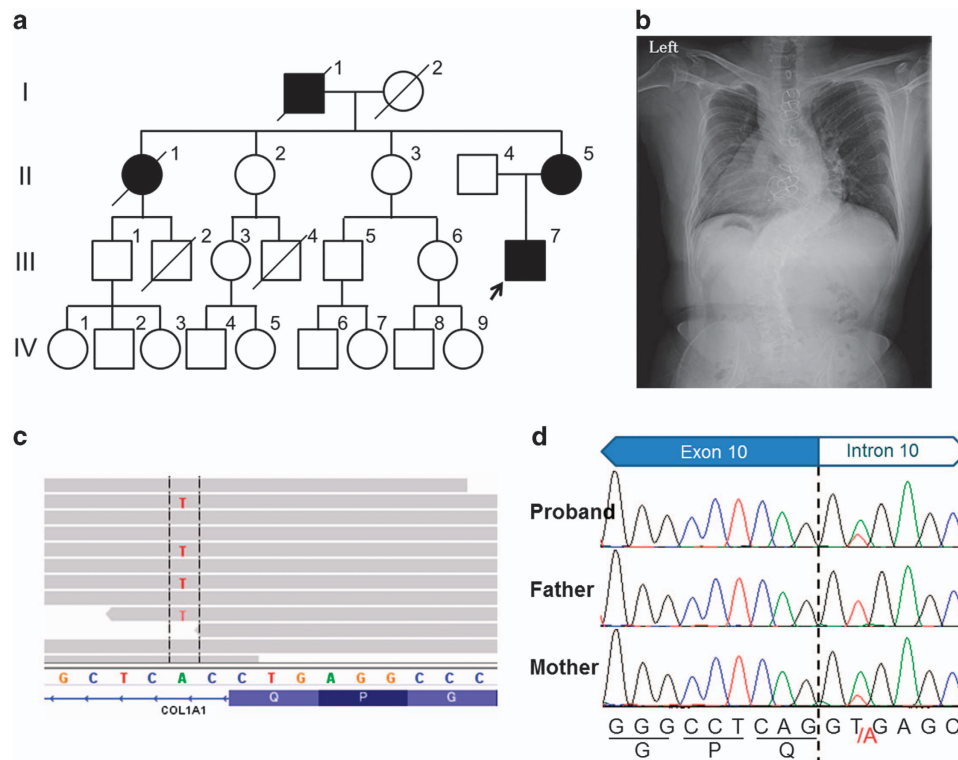 a
1
2
I
1
2
3
4
5
II
1
2
3
4
5
6
7
III
1
2
3
4
5
6
7
8
9
IV
b
Left
c
T
T
T
T
G C T C A C C T G A G G C C C
Q P G
COL1A1
d
Exon 10 Intron 10
Proband
Father
Mother
G G G C C T C A G G T G A G C
/A
G P Q